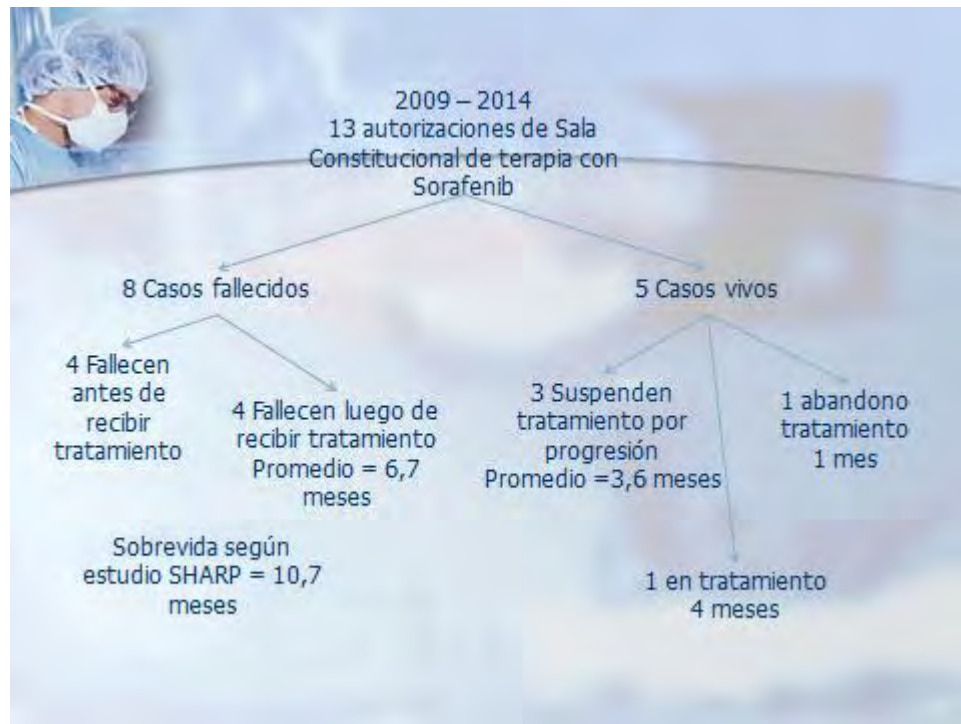 2009 – 2014
13 autorizaciones de Sala
Constitucional de terapia con
Sorafenib
8 Casos fallecidos
5 Casos vivos
4 Fallecen
antes de
recibir
tratamiento
4 Fallecen luego de
recibir tratamiento
Promedio = 6,7
meses
3 Suspenden
tratamiento por
progresión
Promedio =3,6 meses
1 abandono
tratamiento
1 mes
Sobrevida según
estudio SHARP = 10,7
meses
1 en tratamiento
4 meses